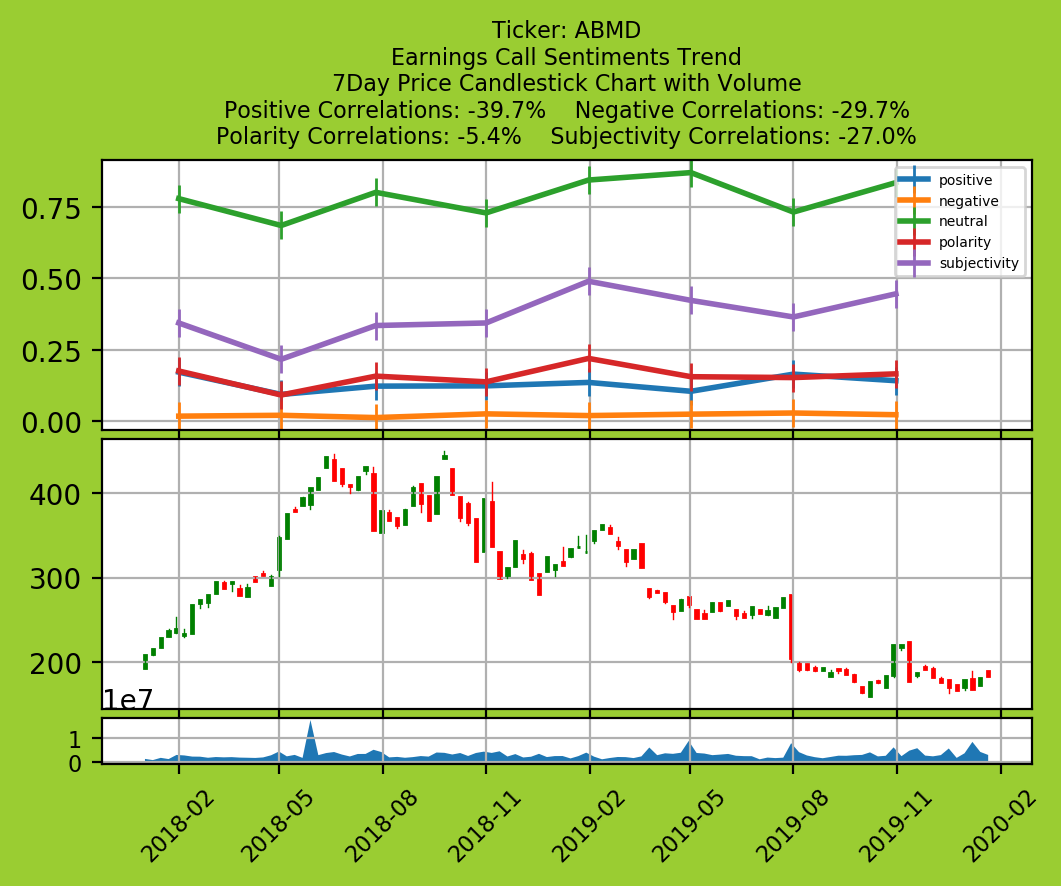 Ticker: ABMD
Earnings Call Sentiments Trend
7Day Price Candlestick Chart with Volume
Positive Correlations: -39.7%    Negative Correlations: -29.7%
Polarity Correlations: -5.4%    Subjectivity Correlations: -27.0%
0.75
0.50
0.25
0.00
positive
negative
neutral
polarity
subjectivity
400
300
200
1e7
1
0
2018-02
2018-05
2018-08
2018-11
2019-02
2019-05
2019-08
2019-11
2020-02